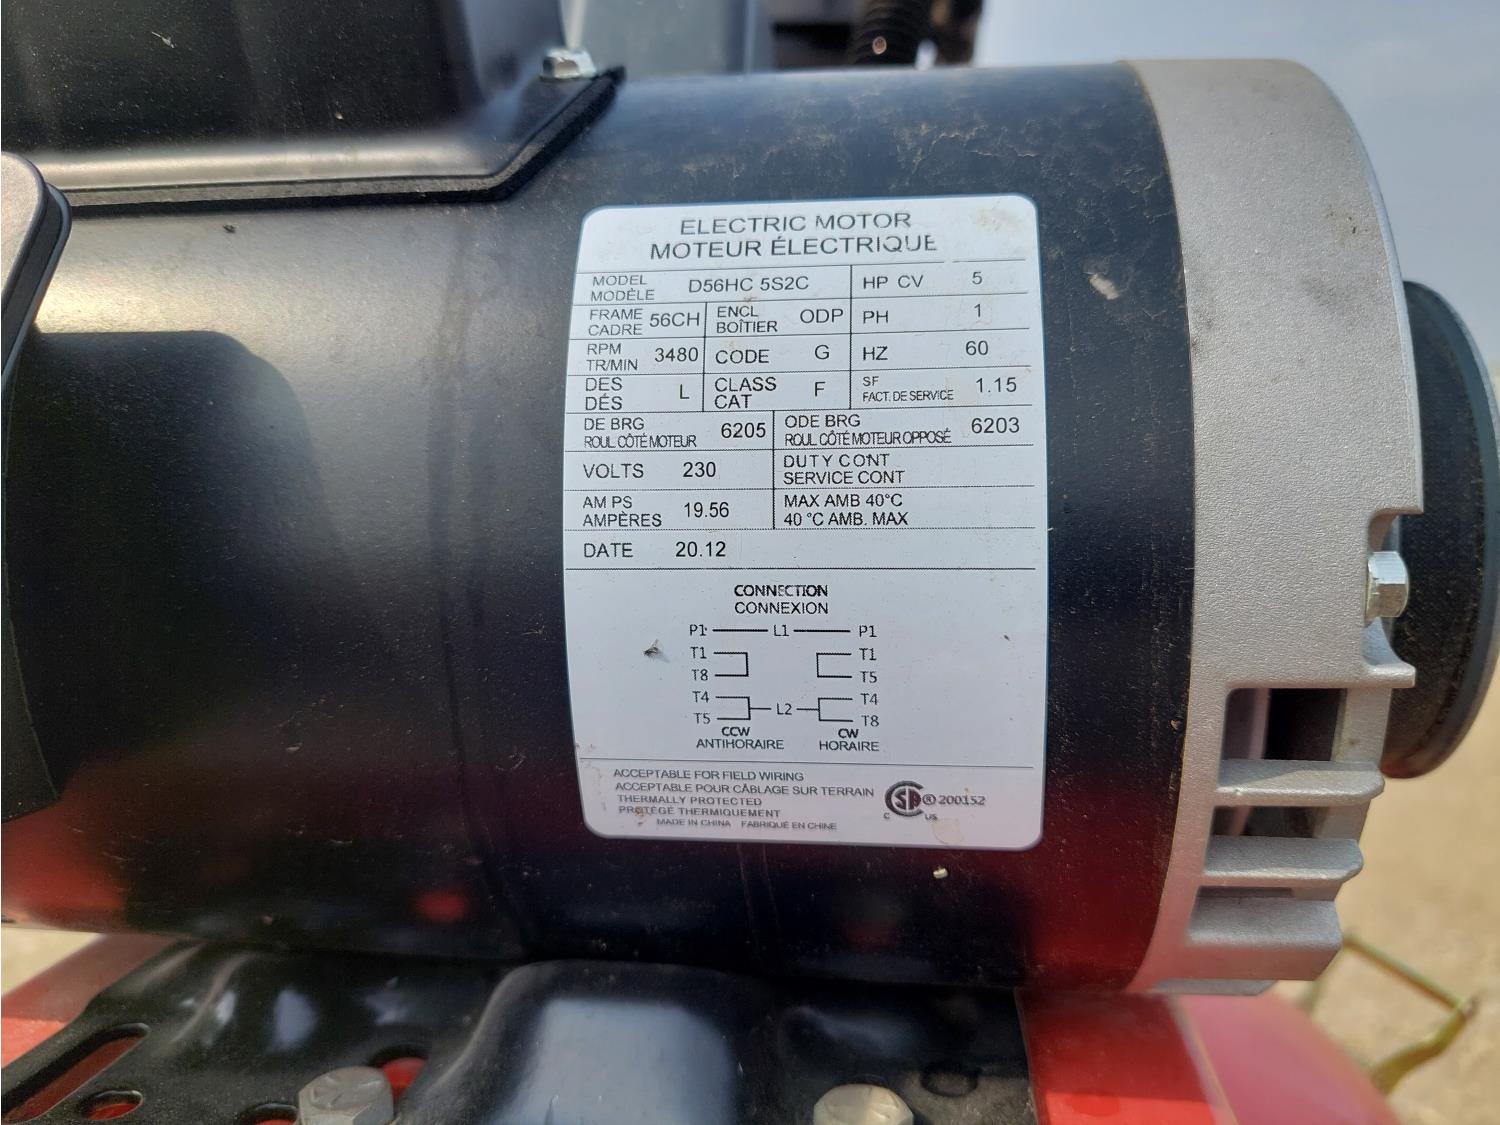 ELECTRIC MOTOR
MOTEUR ÉLECTRIQUE
MODEL
MODÈLE D56HC 5S2C HP CV 5
FRAME
CADRE 56CH ENCL
BOÎTIER ODP PH 1
RPM
TR/MIN 3480 CODE G HZ 60
DES
DÉS L CLASS
CAT F SF
FACT. DE SERVICE 1.15
DE BRG
ROUL CÔTÉ MOTEUR 6205 ODE BRG
ROUL CÔTÉ MOTEUR OPPOSÉ 6203
VOLTS 230 DUTY CONT
SERVICE CONT
AMPS
AMPÈRES 19.56 MAX AMB 40°C
40 °C AMB. MAX
DATE 20.12
CONNECTION
CONNEXION
P1 L1 P1
T1 T1
T8 T5
T4 L2 T4
T5 T8
CCW CW
ANTIHORAIRE HORAIRE
ACCEPTABLE FOR FIELD WIRING
ACCEPTABLE POUR CÂBLAGE SUR TERRAIN
THERMALLY PROTECTED
PROTÉGÉ THERMIQUEMENT
MADE IN CHINA FABRIQUÉ EN CHINE
C SA ® 200152 US